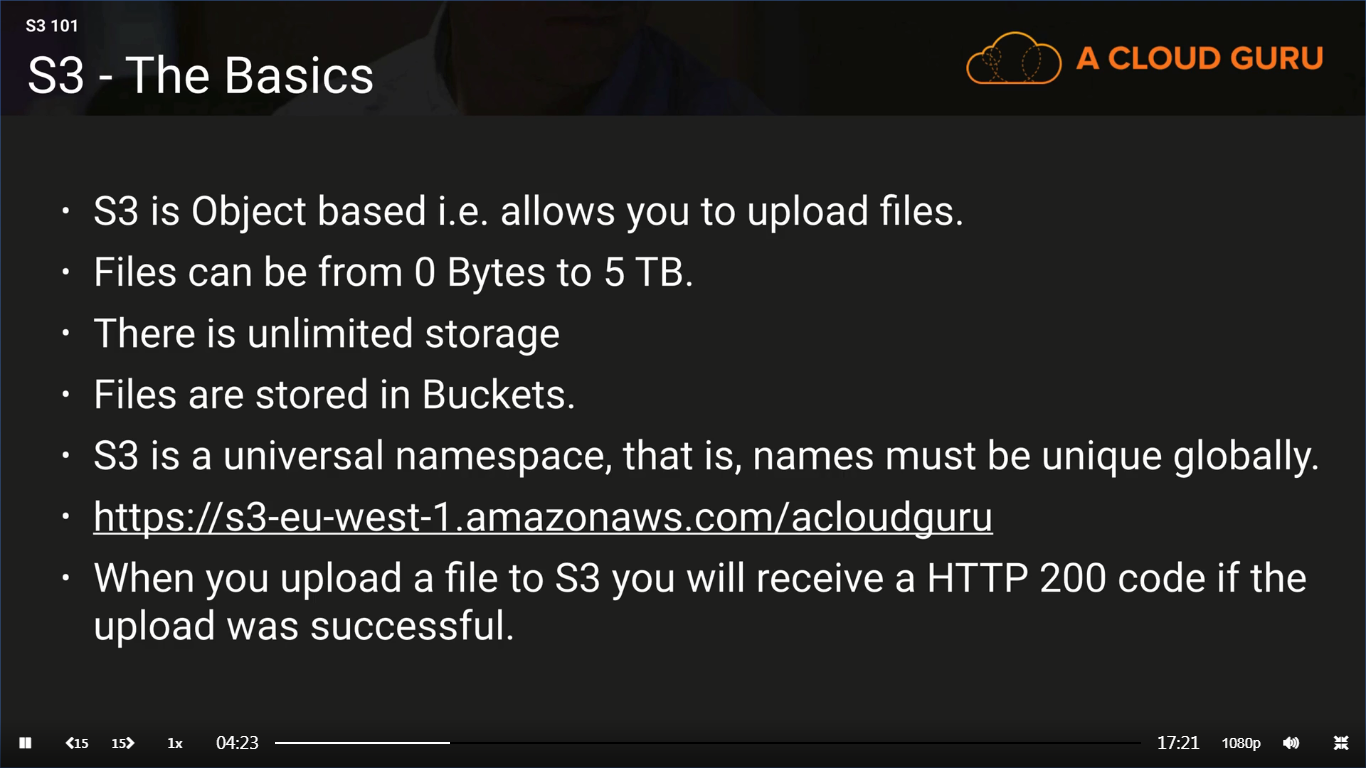 S3 101
S3 - The Basics
A CLOUD GURU
• S3 is Object based i.e. allows you to upload files.
• Files can be from 0 Bytes to 5 TB.
• There is unlimited storage
• Files are stored in Buckets.
• S3 is a universal namespace, that is, names must be unique globally.
• https://s3-eu-west-1.amazonaws.com/acloudguru
• When you upload a file to S3 you will receive a HTTP 200 code if the
upload was successful.
15 15 1x 04:23 17:21 1080p